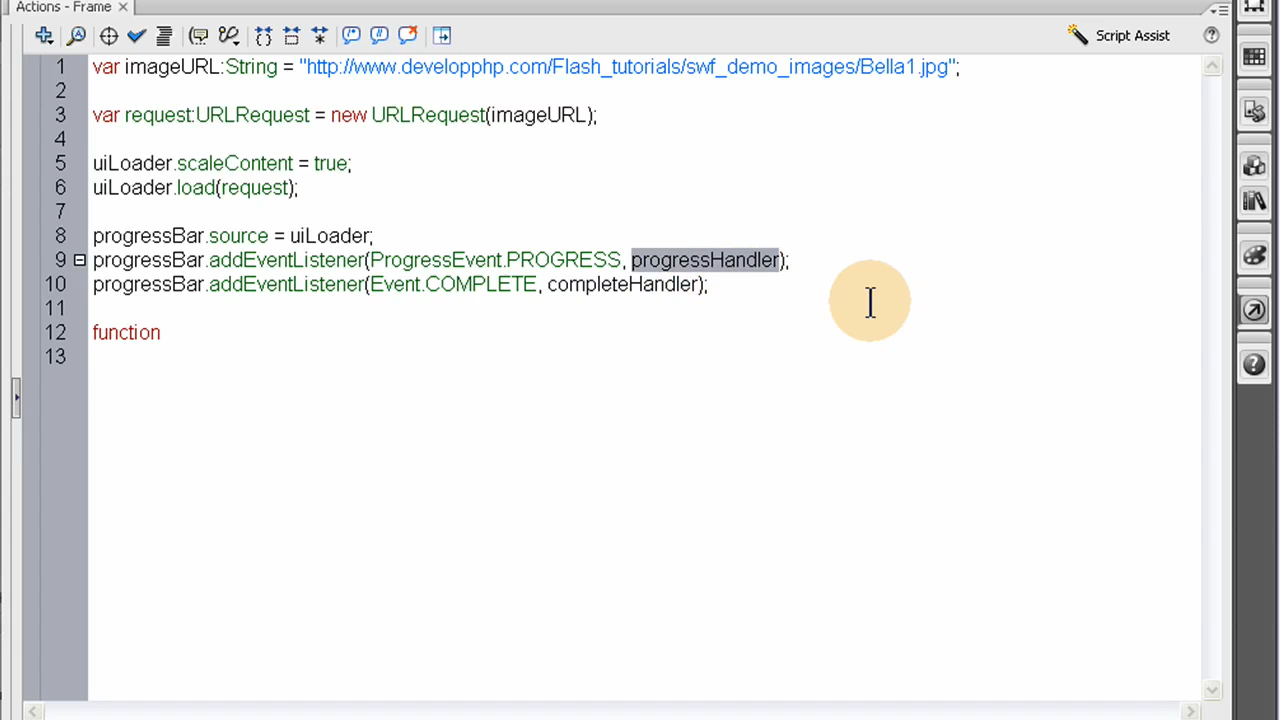 Actions - Frame
Script Assist
1 var imageURL:String = "http://www.developphp.com/Flash_tutorials/swf_demo_images/Bella1.jpg";
2
3 var request:URLRequest = new URLRequest(imageURL);
4
5 uiLoader.scaleContent = true;
6 uiLoader.load(request);
7
8 progressBar.source = uiLoader;
9 progressBar.addEventListener(ProgressEvent.PROGRESS, progressHandler);
10 progressBar.addEventListener(Event.COMPLETE, completeHandler);
11
12 function
13